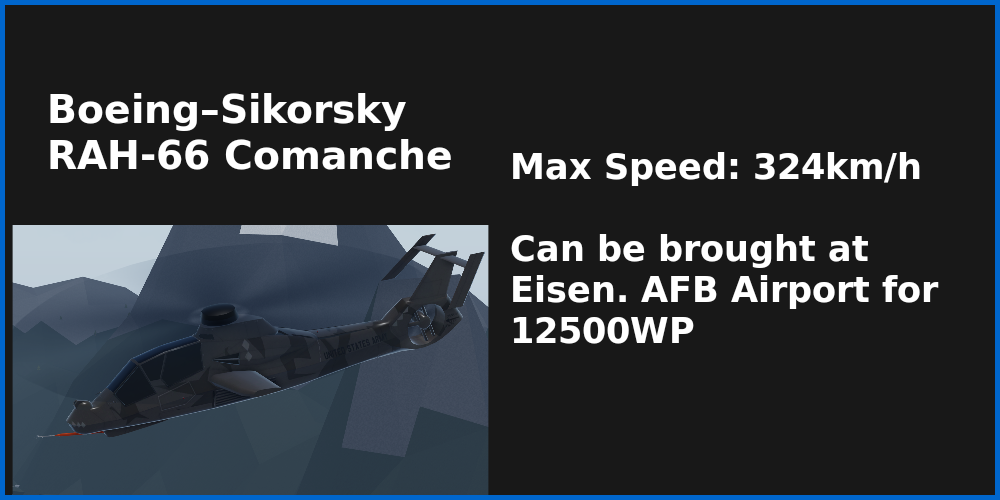 Boeing–Sikorsky
RAH-66 Comanche
Max Speed: 324km/h
Can be brought at
Eisen. AFB Airport for
12500WP